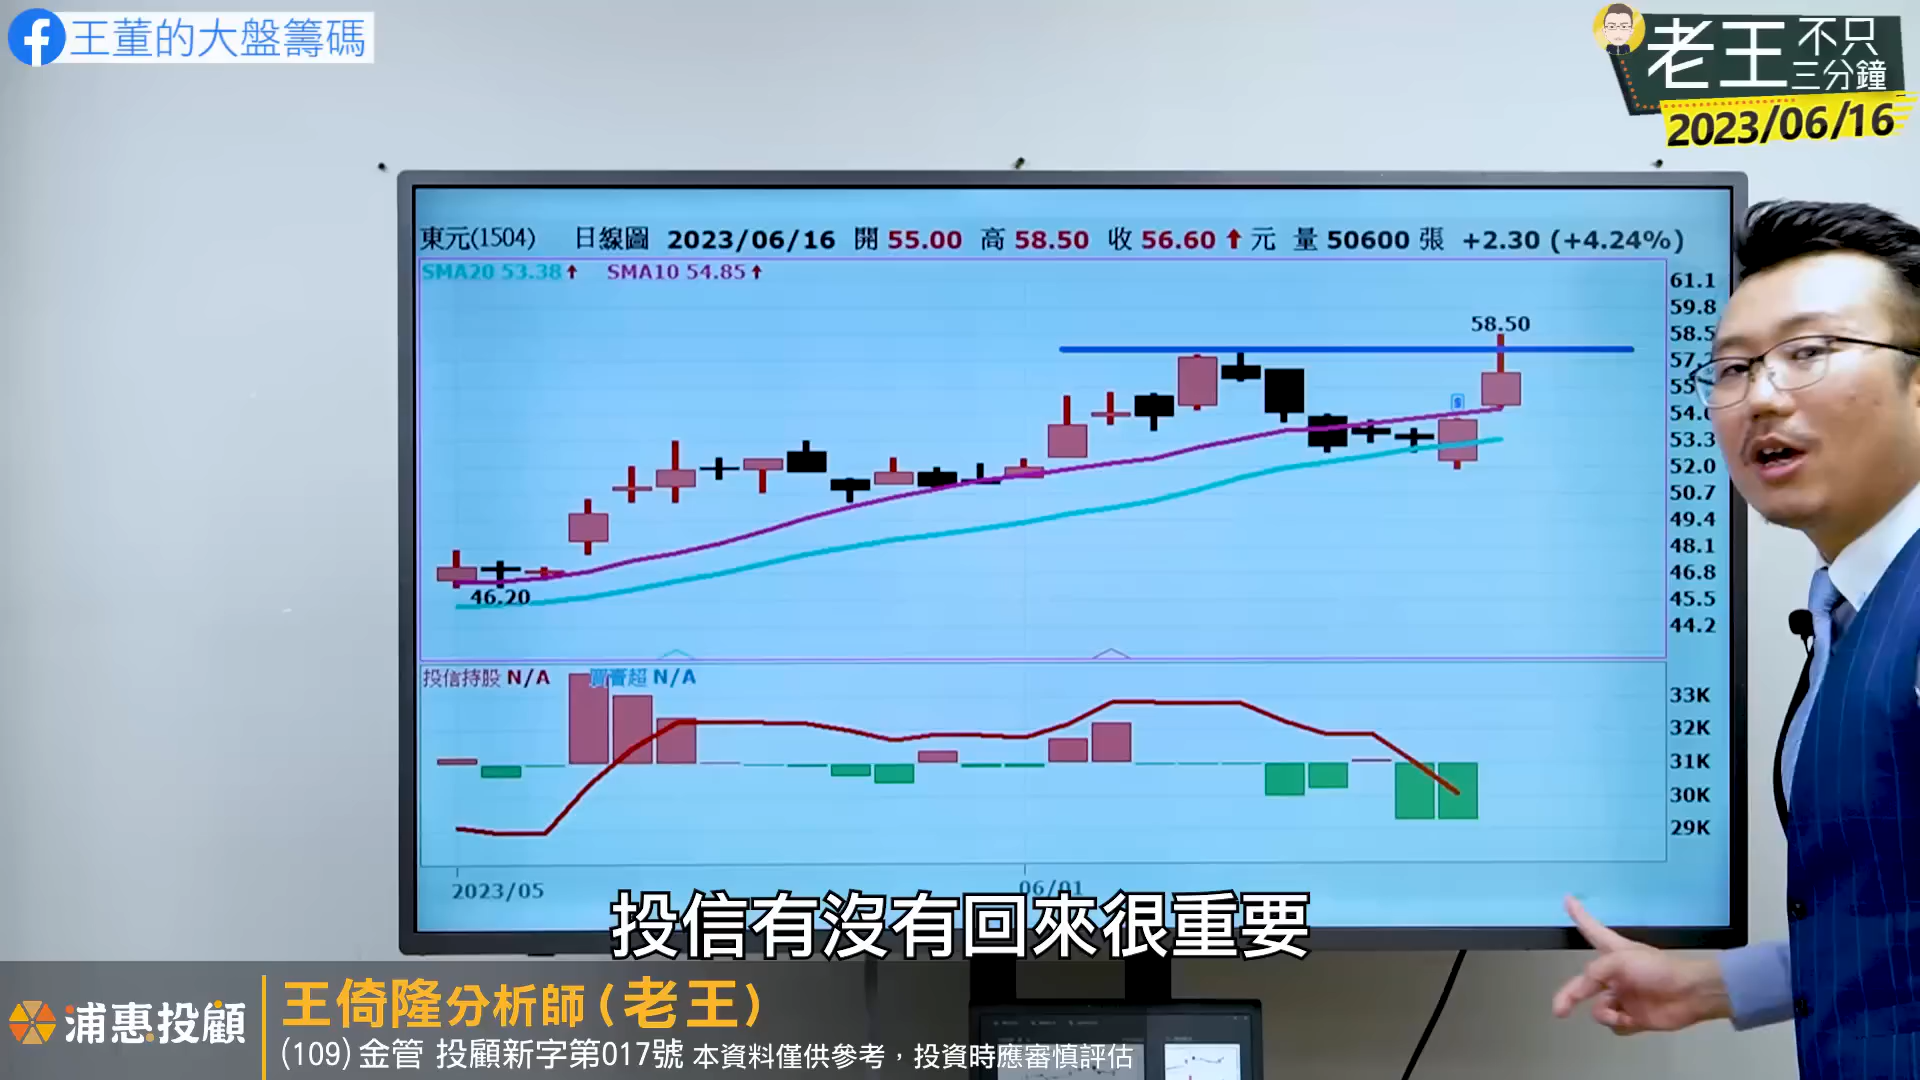 王董的大盤籌碼
老王 不只三分鐘
2023/06/16
東元(1504) 日線圖 2023/06/16 開 55.00 高 58.50 收 56.60 元 量 50600 張 +2.30 (+4.24%)
SMA20 53.38 SMA10 54.85
61.1
59.8
58.50
58.5
57.2
55
54.0
53.3
52.0
50.7
49.4
48.1
46.8
46.20
45.5
44.2
投信持股 N/A 買賣超 N/A
33K
32K
31K
30K
29K
2023/05 06/01
投信有沒有回來很重要
浦惠投顧
王倚隆分析師(老王)
(109)金管 投顧新字第017號 本資料僅供參考，投資時應審慎評估